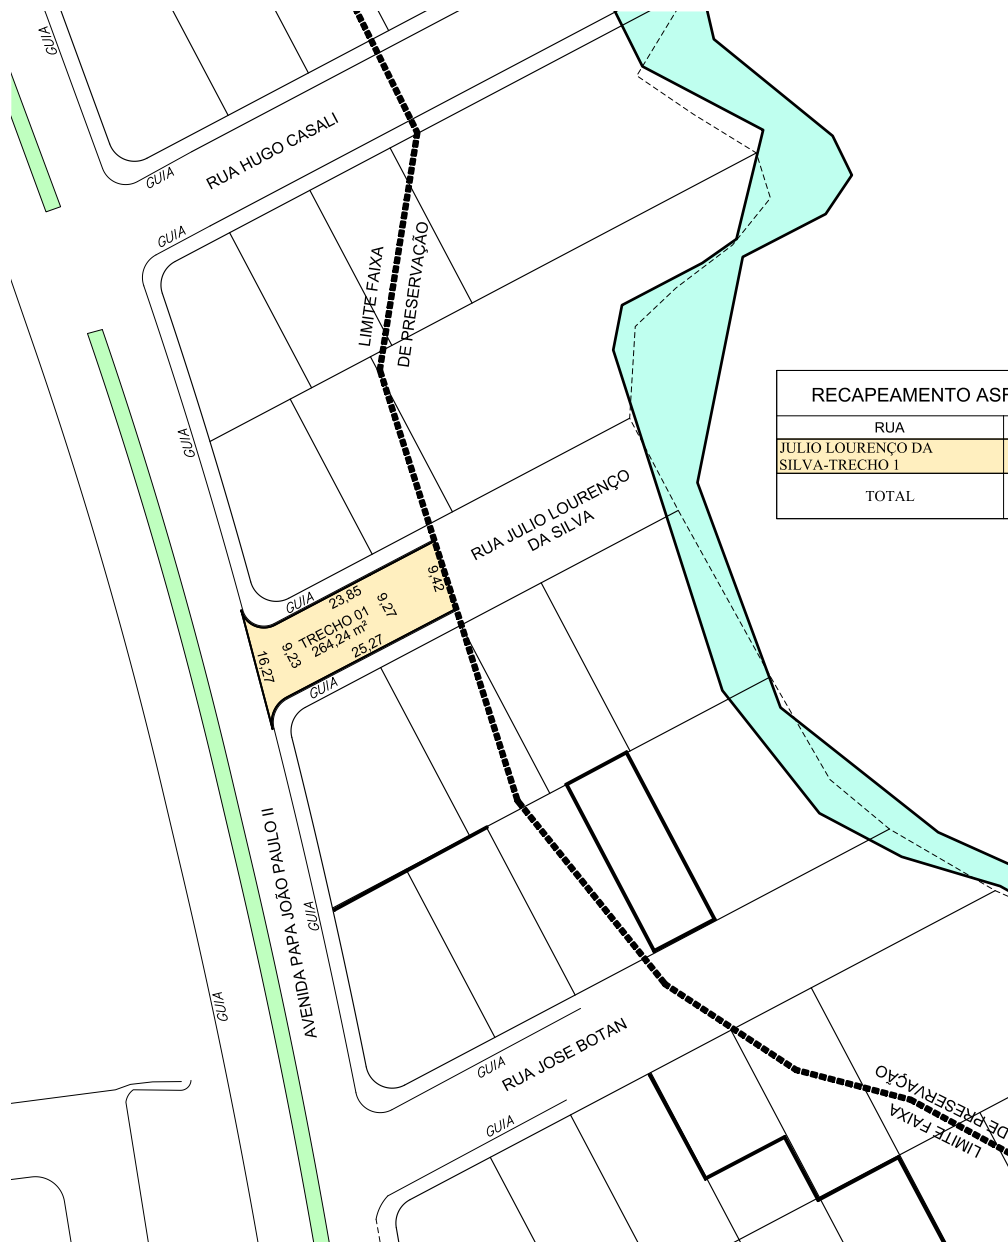 GUIA
RUA HUGO CASALI
GUIA
GUIA
LIMITE FAIXA
DE PRESERVAÇÃO
RECAPEAMENTO
RUA
JULIO LOURENÇO DA
SILVA-TRECHO 1
TOTAL
GUIA
RUA JULIO LOURENÇO
DA SILVA
GUIA
23,85
9,42
9,27
TRECHO 01
264,24 m²
9,23
25,27
16,27
GUIA
AVENIDA PAPA JOÃO PAULO II
GUIA
GUIA
RUA JOSE BOTAN
GUIA
GUIA
LIMITE FAIXA
DE PRESERVAÇÃO